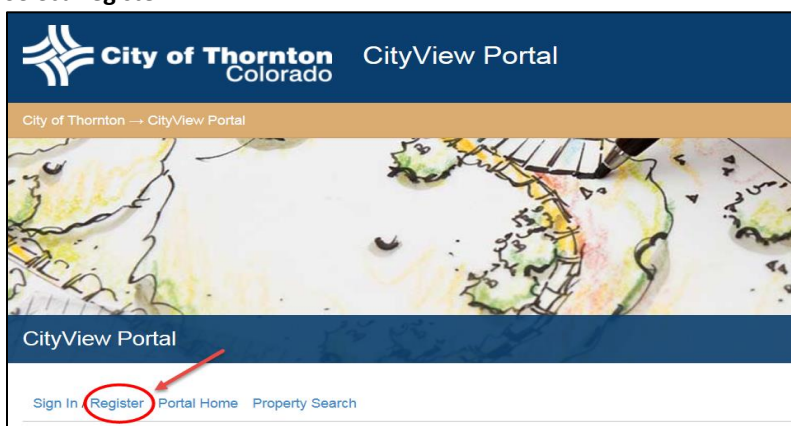 City of Thornton
Colorado
CityView Portal
City of Thornton → CityView Portal
CityView Portal
Sign In / Register Portal Home Property Search